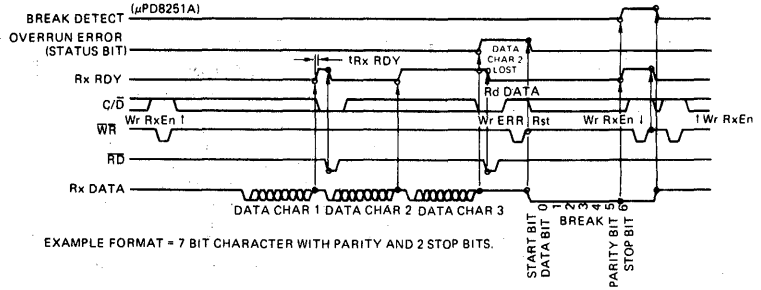 (μPD8251A)
BREAK DETECT
OVERRUN ERROR
(STATUS BIT)
DATA
CHAR 2
LOST
tRx RDY
Rx RDY
Rd DATA
C/D̅
Wr RxEn ↑
Wr ERR Rst
Wr RxEn ↓
↑ Wr RxEn
W̅R̅
R̅D̅
Rx DATA
DATA CHAR 1 DATA CHAR 2 DATA CHAR 3
BREAK
START BIT
DATA BIT
0 1 2 3 4 5 6
PARITY BIT
STOP BIT
EXAMPLE FORMAT = 7 BIT CHARACTER WITH PARITY AND 2 STOP BITS.